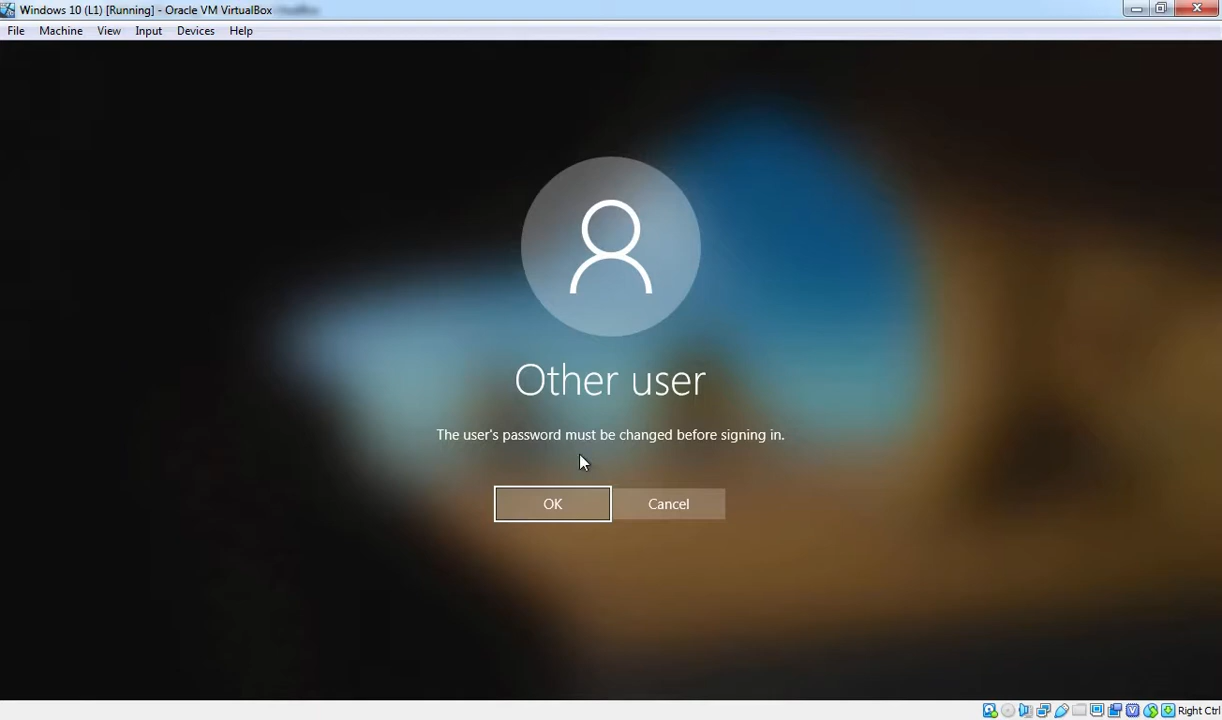 Windows 10 (L1) [Running] - Oracle VM VirtualBox
File Machine View Input Devices Help
Other user
The user's password must be changed before signing in.
OK Cancel
Right Ctrl